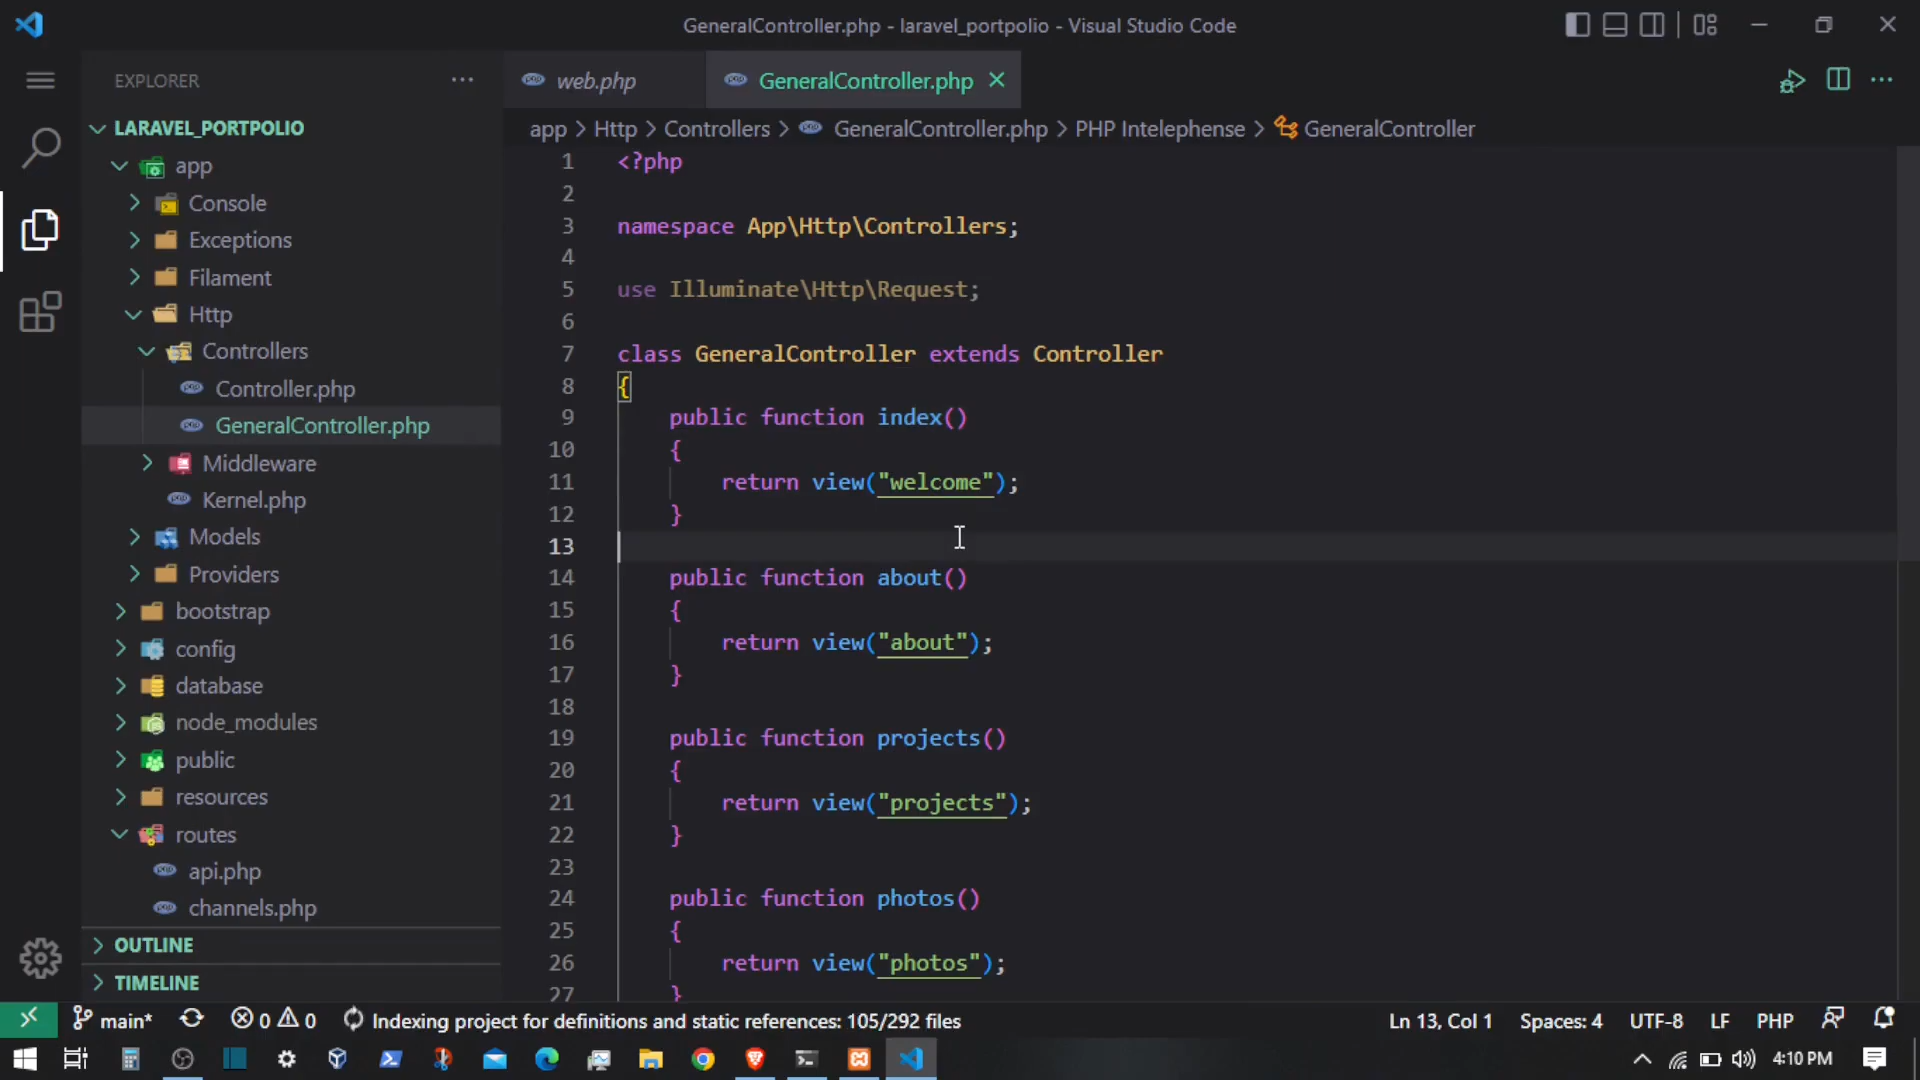 GeneralController.php - laravel_portpolio - Visual Studio Code
EXPLORER
LARAVEL_PORTPOLIO
app
Console
Exceptions
Filament
Http
Controllers
Controller.php
GeneralController.php
Middleware
Kernel.php
Models
Providers
bootstrap
config
database
node_modules
public
resources
routes
api.php
channels.php
OUTLINE
TIMELINE
web.php
GeneralController.php
app > Http > Controllers > GeneralController.php > PHP Intelephense > GeneralController
1 <?php
2
3 namespace App\Http\Controllers;
4
5 use Illuminate\Http\Request;
6
7 class GeneralController extends Controller
8 {
9 public function index()
10 {
11 return view("welcome");
12 }
13
14 public function about()
15 {
16 return view("about");
17 }
18
19 public function projects()
20 {
21 return view("projects");
22 }
23
24 public function photos()
25 {
26 return view("photos");
27 }
main* 0 0 Indexing project for definitions and static references: 105/292 files Ln 13, Col 1 Spaces: 4 UTF-8 LF PHP
4:10 PM